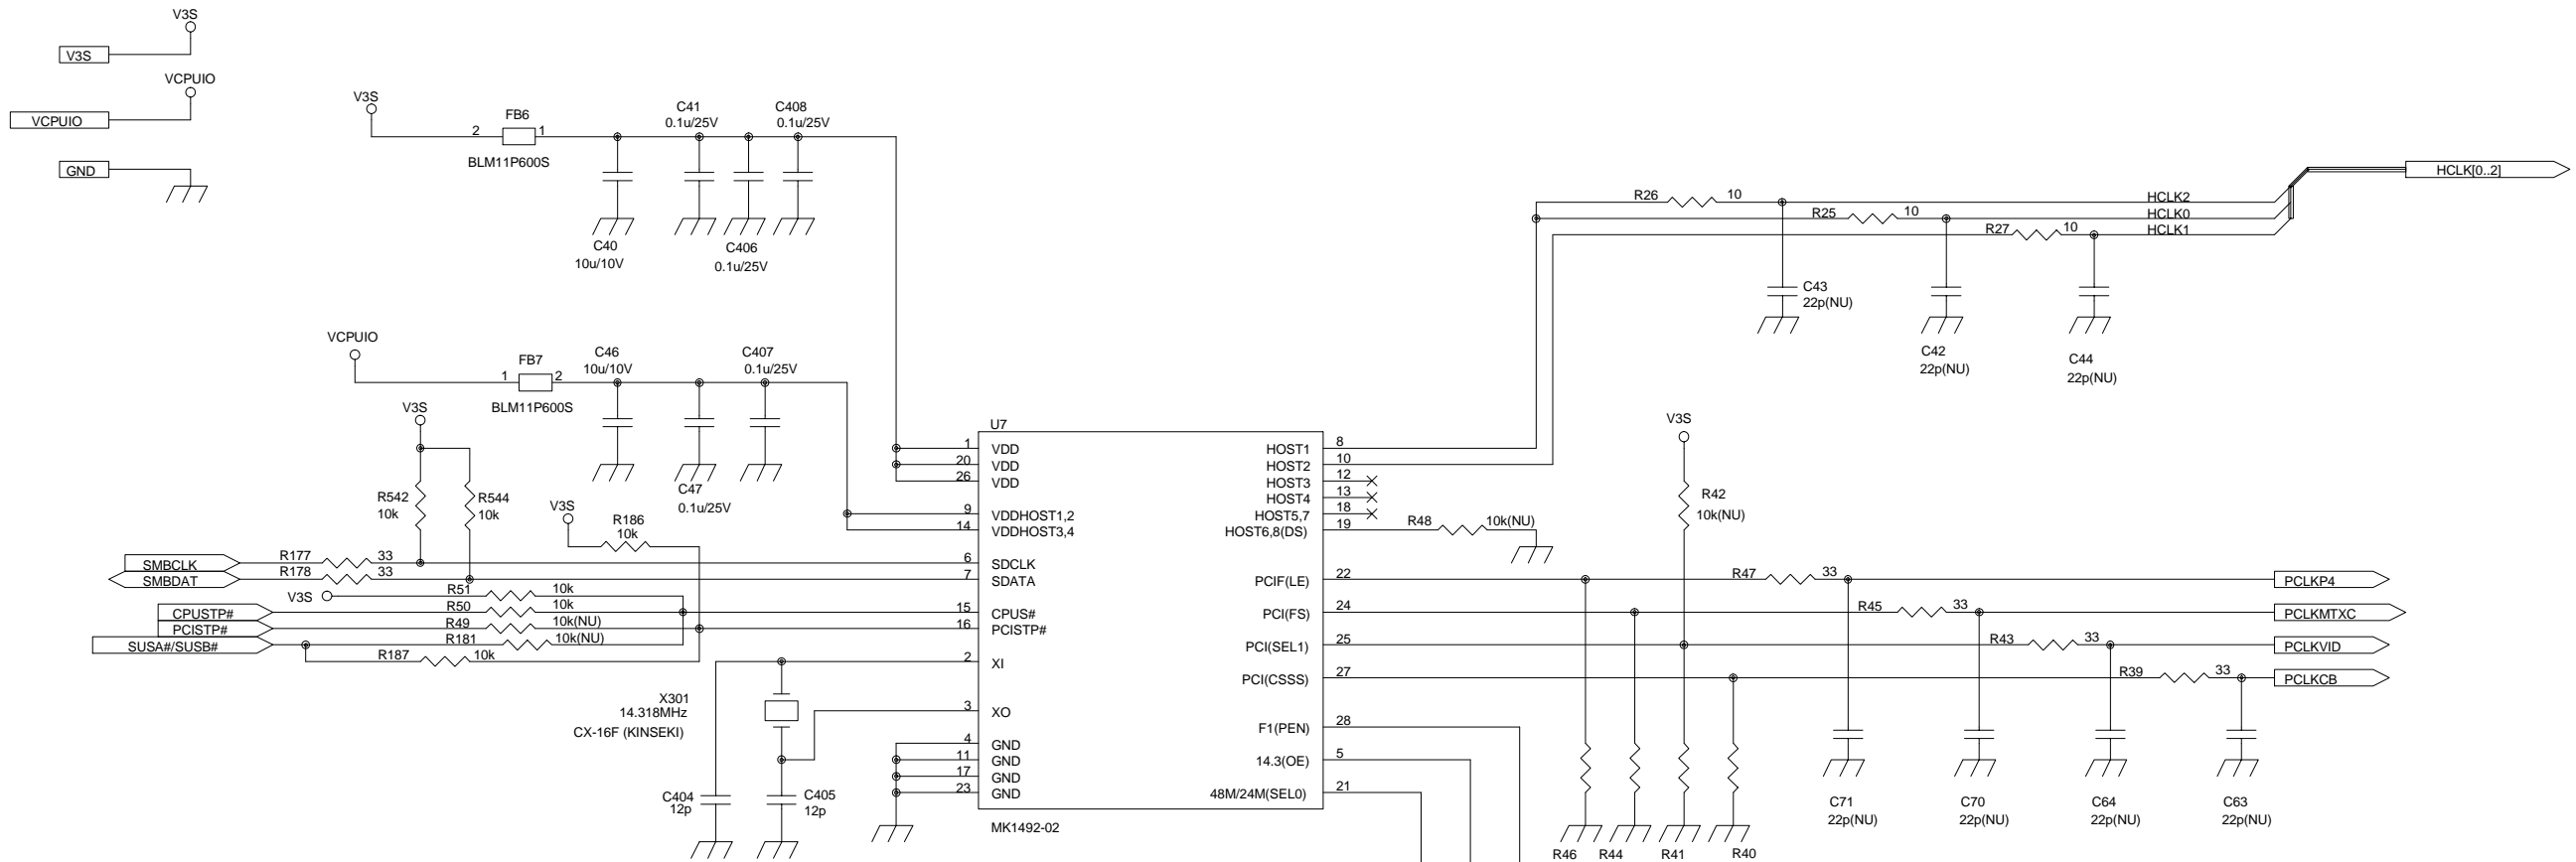 V3S
V3S
VCPUIO
VCPUIO
GND
V3S
2
FB6
1
BLM11P600S
C41
0.1u/25V
C408
0.1u/25V
C40
10u/10V
C406
0.1u/25V
VCPUIO
1
FB7
2
BLM11P600S
C46
10u/10V
C407
0.1u/25V
C47
0.1u/25V
V3S
R542
10k
R544
10k
V3S
R186
10k
SMBCLK
R177
33
SMBDAT
R178
33
V3S
R51
10k
CPUSTP#
R50
10k
PCISTP#
R49
10k(NU)
SUSA#/SUSB#
R181
10k(NU)
R187
10k
X301
14.318MHz
CX-16F (KINSEKI)
C404
12p
C405
12p
U7
1 VDD
20 VDD
26 VDD
9 VDDHOST1,2
14 VDDHOST3,4
6 SDCLK
7 SDATA
15 CPUS#
16 PCISTP#
2 XI
3 XO
4 GND
11 GND
17 GND
23 GND
HOST1 8
HOST2 10
HOST3 12
HOST4 13
HOST5,7 18
HOST6,8(DS) 19
PCIF(LE) 22
PCI(FS) 24
PCI(SEL1) 25
PCI(CSSS) 27
F1(PEN) 28
14.3(OE) 5
48M/24M(SEL0) 21
MK1492-02
R26
10
HCLK2
R25
10
HCLK0
R27
10
HCLK1
HCLK[0..2]
C43
22p(NU)
C42
22p(NU)
C44
22p(NU)
V3S
R42
10k(NU)
R48
10k(NU)
R47
33
PCLKP4
R45
33
PCLKMTXC
R43
33
PCLKVID
R39
33
PCLKCB
C71
22p(NU)
C70
22p(NU)
C64
22p(NU)
C63
22p(NU)
R46
R44
R41
R40